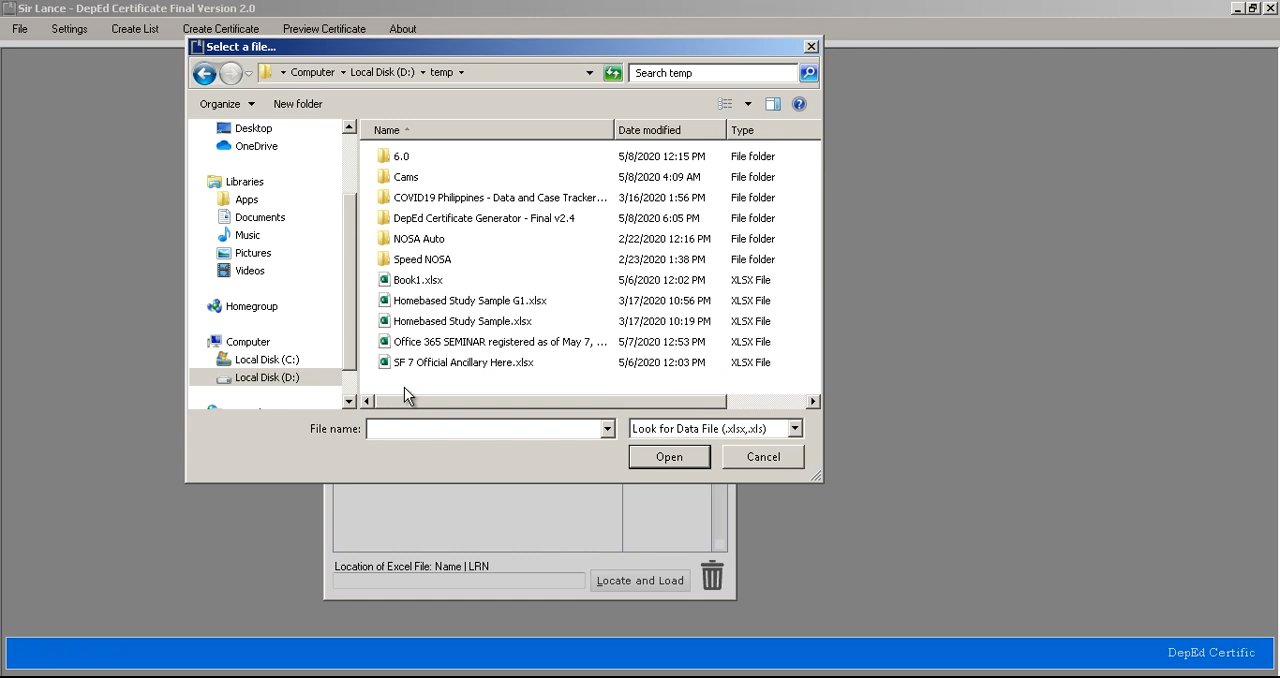 Sir Lance - DepEd Certificate Final Version 2.0
File Settings Create List Create Certificate Preview Certificate About
Select a file...
Computer Local Disk (D:) temp
Search temp
Organize New folder
Desktop
OneDrive
Libraries
Apps
Documents
Music
Pictures
Videos
Homegroup
Computer
Local Disk (C:)
Local Disk (D:)
Name Date modified Type
6.0 5/8/2020 12:15 PM File folder
Cams 5/8/2020 4:09 AM File folder
COVID19 Philippines - Data and Case Tracker... 3/16/2020 1:56 PM File folder
DepEd Certificate Generator - Final v2.4 5/8/2020 6:05 PM File folder
NOSA Auto 2/22/2020 12:16 PM File folder
Speed NOSA 2/23/2020 1:38 PM File folder
Book1.xlsx 5/6/2020 12:02 PM XLSX File
Homebased Study Sample G1.xlsx 3/17/2020 10:56 PM XLSX File
Homebased Study Sample.xlsx 3/17/2020 10:19 PM XLSX File
Office 365 SEMINAR registered as of May 7, ... 5/7/2020 12:53 PM XLSX File
SF 7 Official Ancillary Here.xlsx 5/6/2020 12:03 PM XLSX File
File name: Look for Data File (.xlsx,.xls)
Open Cancel
Location of Excel File: Name | LRN
Locate and Load
DepEd Certific